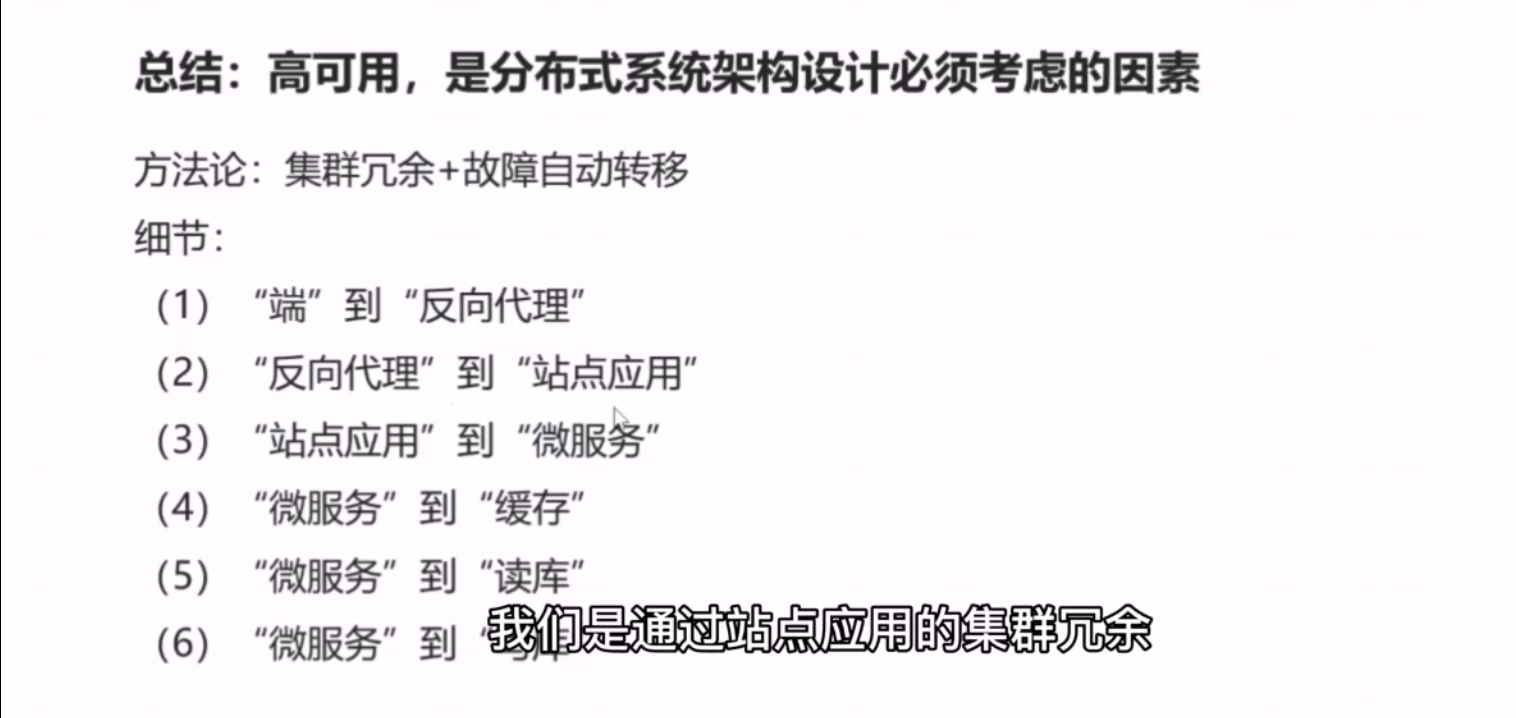 总结：高可用，是分布式系统架构设计必须考虑的因素
方法论：集群冗余+故障自动转移
细节：
（1） “端”到“反向代理”
（2） “反向代理”到“站点应用”
（3） “站点应用”到“微服务”
（4） “微服务”到“缓存”
（5） “微服务”到“读库”
（6） “微服务”到“
我们是通过站点应用的集群冗余